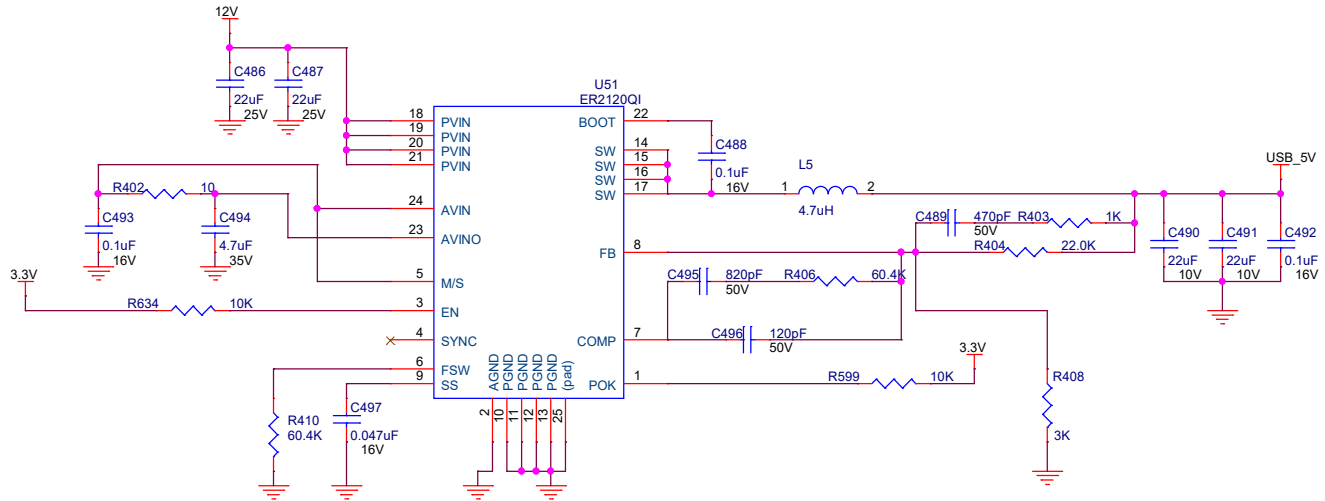 12V
C486
22uF
25V
C487
22uF
25V
U51
ER2120QI
18 PVIN
19 PVIN
20 PVIN
21 PVIN
24 AVIN
23 AVINO
5 M/S
3 EN
4 SYNC
6 FSW
9 SS
22 BOOT
14 SW
15 SW
16 SW
17 SW
8 FB
7 COMP
1 POK
AGND 2
PGND 10
PGND 11
PGND 12
PGND 13
(pad) 25
R402 10
C493
0.1uF
16V
C494
4.7uF
35V
3.3V
R634 10K
R410
60.4K
C497
0.047uF
16V
C488
0.1uF
16V
L5
1 2
4.7uH
USB_5V
C489 470pF
50V
R403 1K
R404 22.0K
C490
22uF
10V
C491
22uF
10V
C492
0.1uF
16V
C495 820pF
50V
R406 60.4K
C496 120pF
50V
3.3V
R599 10K
R408
3K